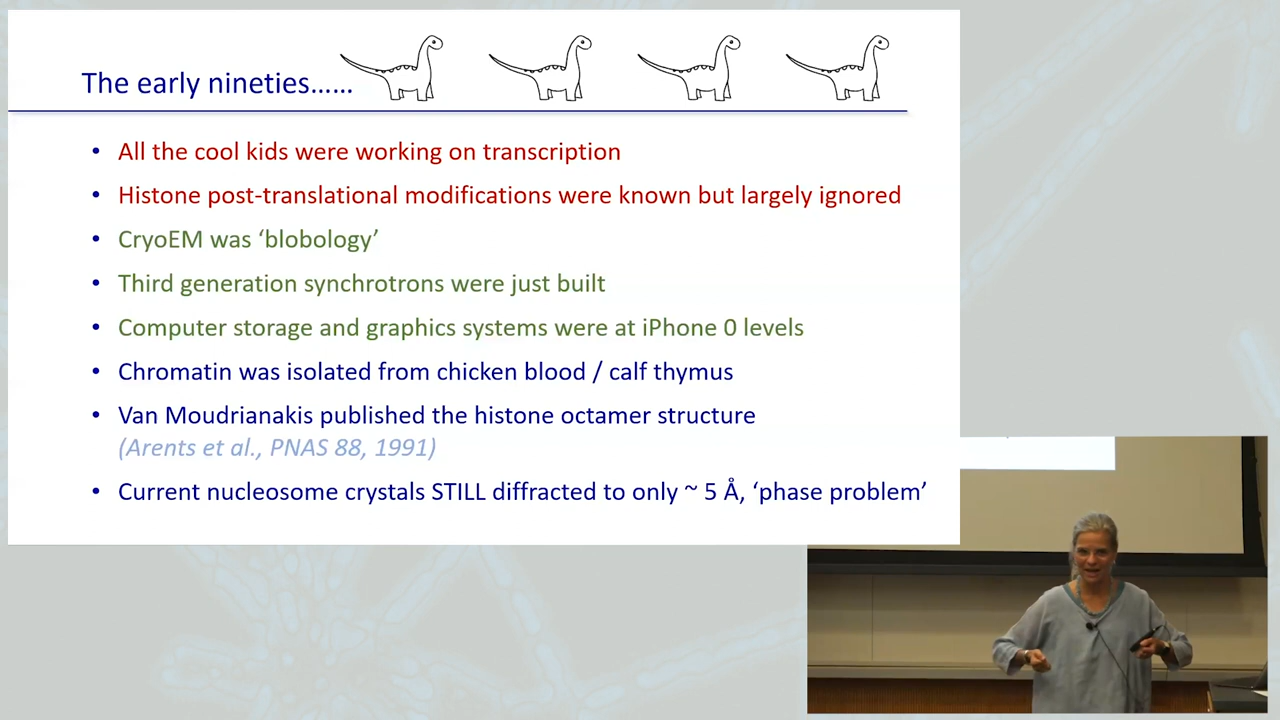 The early nineties......
• All the cool kids were working on transcription
• Histone post-translational modifications were known but largely ignored
• CryoEM was ‘blobology’
• Third generation synchrotrons were just built
• Computer storage and graphics systems were at iPhone 0 levels
• Chromatin was isolated from chicken blood / calf thymus
• Van Moudrianakis published the histone octamer structure
(Arents et al., PNAS 88, 1991)
• Current nucleosome crystals STILL diffracted to only ~ 5 Å, ‘phase problem’